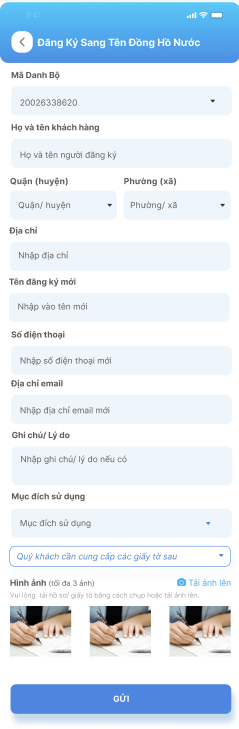 9:41
Đăng Ký Sang Tên Đồng Hồ Nước
Mã Danh Bộ
20026338620
Họ và tên khách hàng
Họ và tên người đăng ký
Quận (huyện) Phường (xã)
Quận/ huyện Phường/ xã
Địa chỉ
Nhập địa chỉ
Tên đăng ký mới
Nhập vào tên mới
Số điện thoại
Nhập số điện thoại mới
Địa chỉ email
Nhập địa chỉ email mới
Ghi chú/ Lý do
Nhập ghi chú/ lý do nếu có
Mục đích sử dụng
Mục đích sử dụng
Quý khách cần cung cấp các giấy tờ sau
Hình ảnh (tối đa 3 ảnh) Tải ảnh lên
Vui lòng tải hồ sơ/ giấy tờ bằng cách chụp hoặc tải ảnh lên.
GỬI